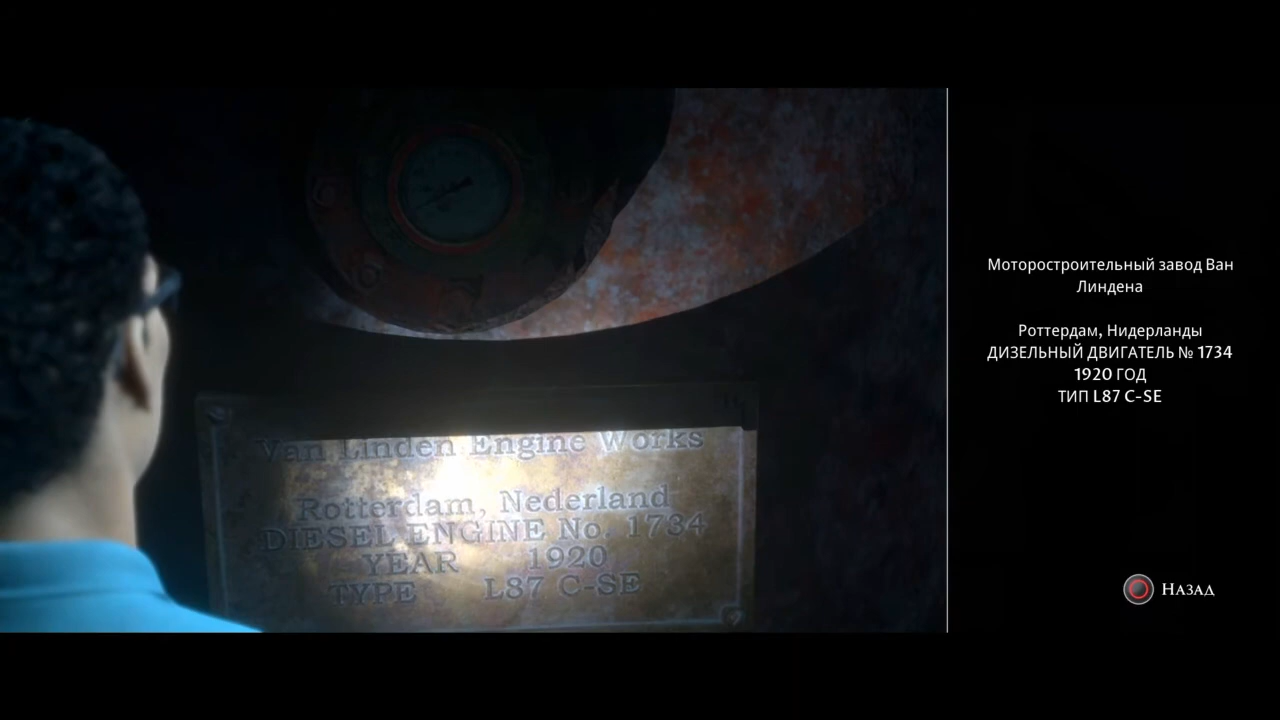 Van Linden Engine Works
Rotterdam, Nederland
DIESEL ENGINE No. 1734
YEAR 1920
TYPE L87 C-SE
Моторостроительный завод Ван
Линдена
Роттердам, Нидерланды
ДИЗЕЛЬНЫЙ ДВИГАТЕЛЬ № 1734
1920 ГОД
ТИП L87 C-SE
Назад